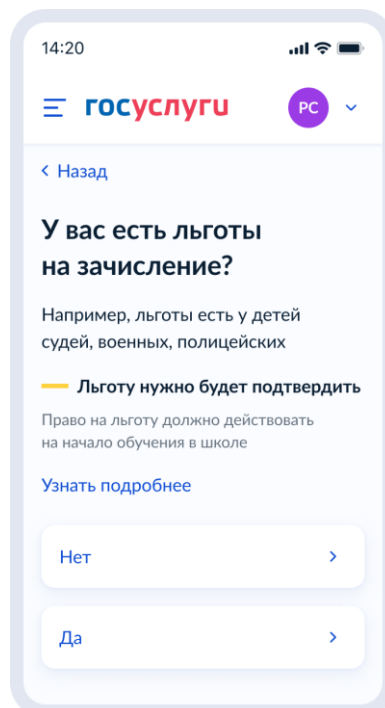 14:20
госуслуги
РС
Назад
У вас есть льготы
на зачисление?
Например, льготы есть у детей
судей, военных, полицейских
Льготу нужно будет подтвердить
Право на льготу должно действовать
на начало обучения в школе
Узнать подробнее
Нет
Да